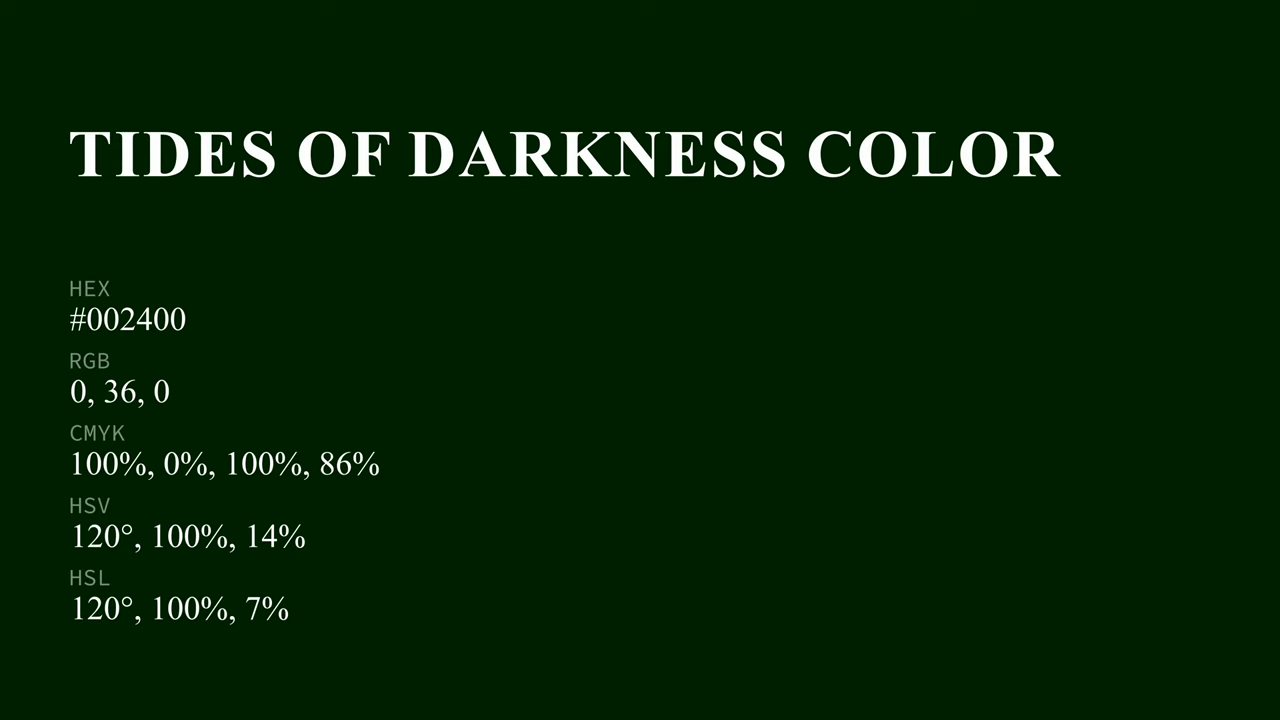 TIDES OF DARKNESS COLOR
HEX
#002400
RGB
0, 36, 0
CMYK
100%, 0%, 100%, 86%
HSV
120°, 100%, 14%
HSL
120°, 100%, 7%